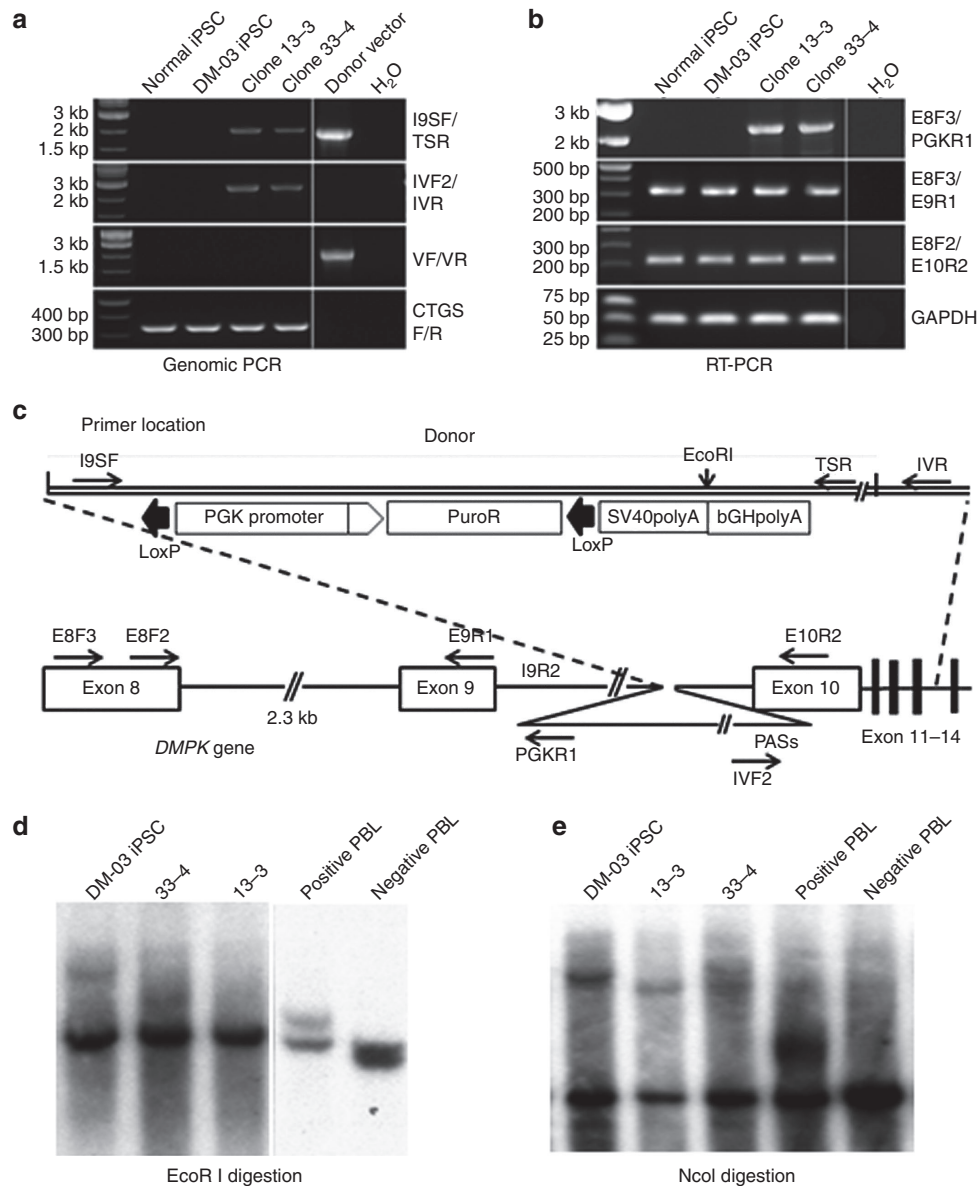 a
Normal iPSC
DM-03 iPSC
Clone 13–3
Clone 33–4
Donor vector
H2O
3 kb
2 kb
1.5 kp
I9SF/
TSR
3 kb
2 kb
IVF2/
IVR
3 kb
1.5 kb
VF/VR
400 bp
300 bp
CTGS
F/R
Genomic PCR
b
Normal iPSC
DM-03 iPSC
Clone 13–3
Clone 33–4
H2O
3 kb
2 kb
E8F3/
PGKR1
500 bp
300 bp
200 bp
E8F3/
E9R1
300 bp
200 bp
E8F2/
E10R2
75 bp
50 bp
25 bp
GAPDH
RT-PCR
c
Primer location
Donor
I9SF
EcoRI
TSR
IVR
PGK promoter
PuroR
SV40polyA
bGHpolyA
LoxP
LoxP
E8F3
E8F2
E9R1
E10R2
I9R2
Exon 8
Exon 9
Exon 10
2.3 kb
DMPK gene
PGKR1
PASs
IVF2
Exon 11–14
d
DM-03 iPSC
33–4
13–3
Positive PBL
Negative PBL
EcoR I digestion
e
DM-03 iPSC
13–3
33–4
Positive PBL
Negative PBL
NcoI digestion